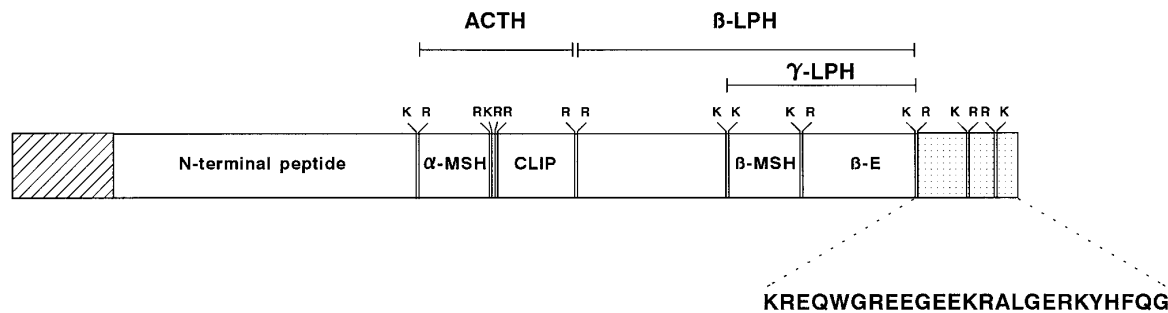 ACTH ß-LPH
γ-LPH
K R RKRR R R K K K R K R K RR K
N-terminal peptide α-MSH CLIP ß-MSH ß-E
KREQWGREEGEEKRALGERKYHFQG